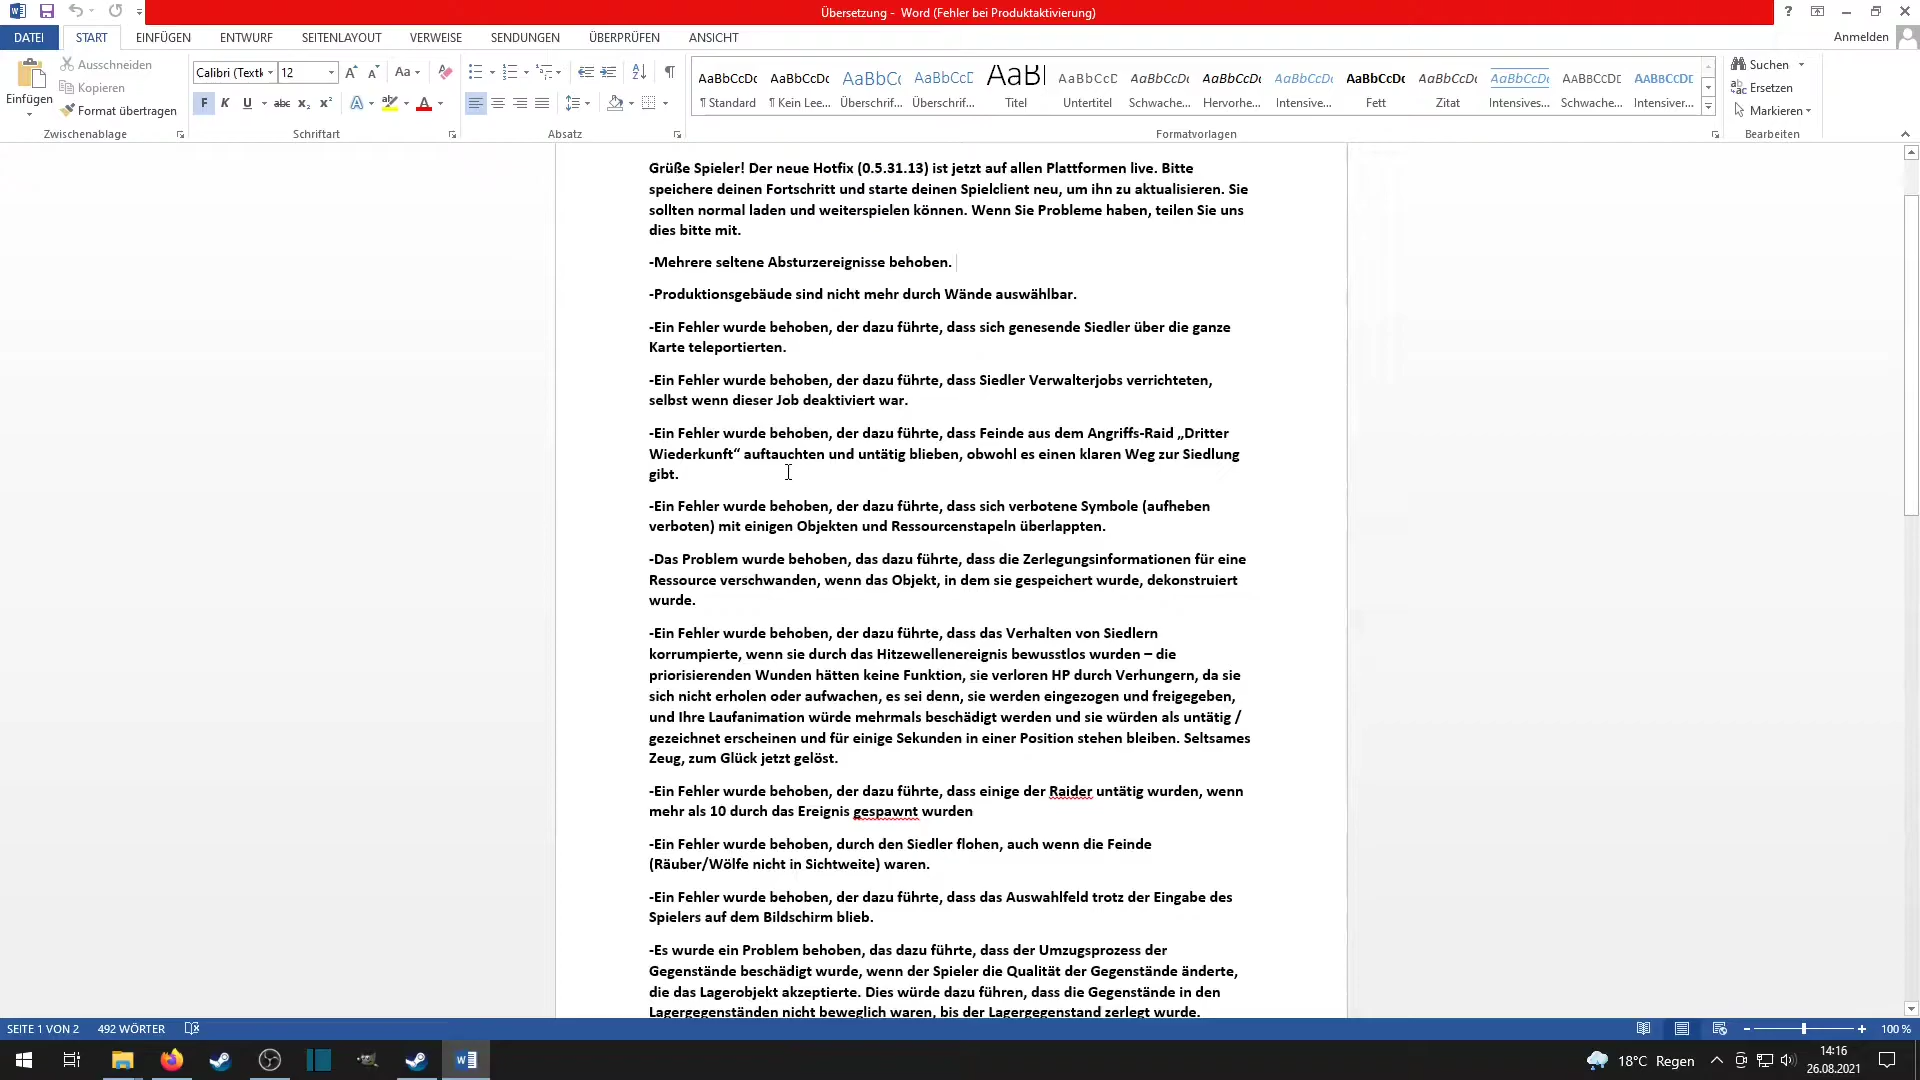 Übersetzung - Word (Fehler bei Produktaktivierung)
DATEI START EINFÜGEN ENTWURF SEITENLAYOUT VERWEISE SENDUNGEN ÜBERPRÜFEN ANSICHT Anmelden
Einfügen Ausschneiden Kopieren Format übertragen
Zwischenablage
Calibri (Textk 12
F K U abc x₂ x²
Schriftart
Absatz
AaBbCcDc AaBbCcDc AaBbCc AaBbCcE AaBl AaBbCcD AaBbCcDc AaBbCcDc AaBbCcDc AaBbCcDc AaBbCcDc AaBbCcDc AABBCCDE AABBCCDE
¶ Standard ¶ Kein Lee... Überschrif... Überschrif... Titel Untertitel Schwache... Hervorhe... Intensive... Fett Zitat Intensives... Schwache... Intensiver...
Formatvorlagen
Suchen
Ersetzen
Markieren
Bearbeiten
Grüße Spieler! Der neue Hotfix (0.5.31.13) ist jetzt auf allen Plattformen live. Bitte
speichere deinen Fortschritt und starte deinen Spielclient neu, um ihn zu aktualisieren. Sie
sollten normal laden und weiterspielen können. Wenn Sie Probleme haben, teilen Sie uns
dies bitte mit.
-Mehrere seltene Absturzereignisse behoben.
-Produktionsgebäude sind nicht mehr durch Wände auswählbar.
-Ein Fehler wurde behoben, der dazu führte, dass sich genesende Siedler über die ganze
Karte teleportierten.
-Ein Fehler wurde behoben, der dazu führte, dass Siedler Verwalterjobs verrichteten,
selbst wenn dieser Job deaktiviert war.
-Ein Fehler wurde behoben, der dazu führte, dass Feinde aus dem Angriffs-Raid „Dritter
Wiederkunft“ auftauchten und untätig blieben, obwohl es einen klaren Weg zur Siedlung
gibt.
-Ein Fehler wurde behoben, der dazu führte, dass sich verbotene Symbole (aufheben
verboten) mit einigen Objekten und Ressourcenstapeln überlappten.
-Das Problem wurde behoben, das dazu führte, dass die Zerlegungsinformationen für eine
Ressource verschwanden, wenn das Objekt, in dem sie gespeichert wurde, dekonstruiert
wurde.
-Ein Fehler wurde behoben, der dazu führte, dass das Verhalten von Siedlern
korrumpierte, wenn sie durch das Hitzewellenereignis bewusstlos wurden – die
priorisierenden Wunden hätten keine Funktion, sie verloren HP durch Verhungern, da sie
sich nicht erholen oder aufwachen, es sei denn, sie werden eingezogen und freigegeben,
und Ihre Laufanimation würde mehrmals beschädigt werden und sie würden als untätig /
gezeichnet erscheinen und für einige Sekunden in einer Position stehen bleiben. Seltsames
Zeug, zum Glück jetzt gelöst.
-Ein Fehler wurde behoben, der dazu führte, dass einige der Raider untätig wurden, wenn
mehr als 10 durch das Ereignis gespawnt wurden
-Ein Fehler wurde behoben, durch den Siedler flohen, auch wenn die Feinde
(Räuber/Wölfe nicht in Sichtweite) waren.
-Ein Fehler wurde behoben, der dazu führte, dass das Auswahlfeld trotz der Eingabe des
Spielers auf dem Bildschirm blieb.
-Es wurde ein Problem behoben, das dazu führte, dass der Umzugsprozess der
Gegenstände beschädigt wurde, wenn der Spieler die Qualität der Gegenstände änderte,
die das Lagerobjekt akzeptierte. Dies würde dazu führen, dass die Gegenstände in den
Lagergegenständen nicht beweglich waren, bis der Lagergegenstand zerlegt wurde.
SEITE 1 VON 2 492 WÖRTER 100 %
18°C Regen 14:16
26.08.2021